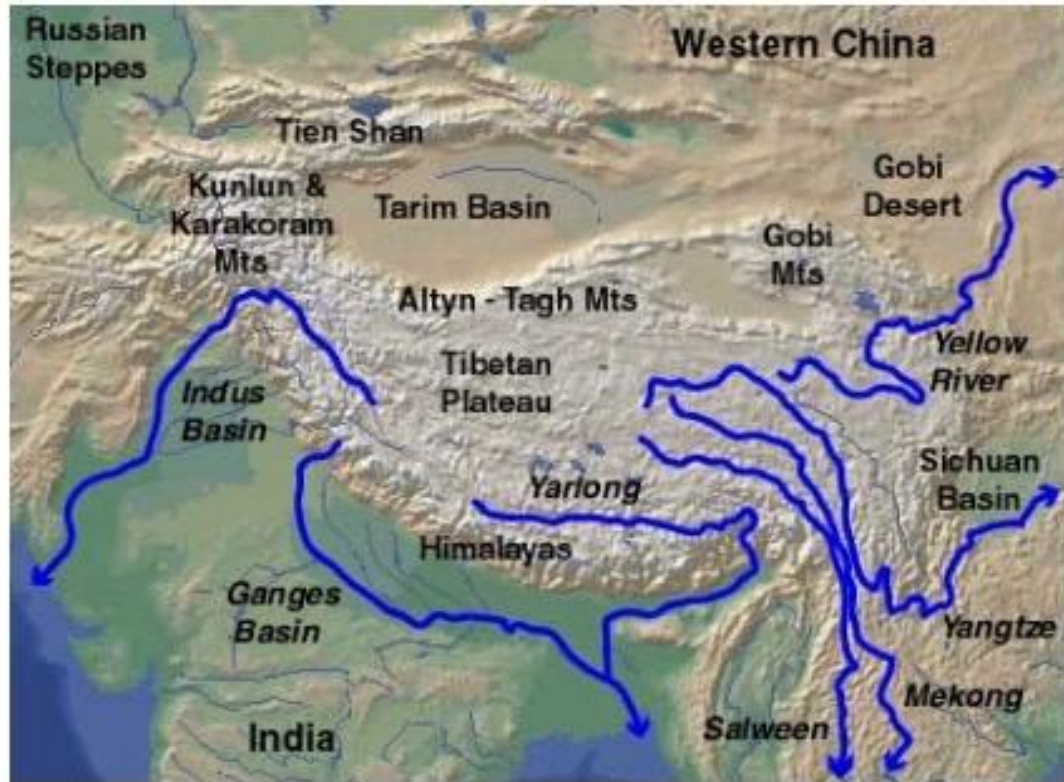 Russian
Steppes
Western China
Tien Shan
Kunlun &
Karakoram
Mts
Tarim Basin
Gobi
Desert
Gobi
Mts
Altyn - Tagh Mts
Tibetan
Plateau
Yellow
River
Indus
Basin
Sichuan
Basin
Yarlong
Himalayas
Ganges
Basin
Yangtze
Mekong
Salween
India